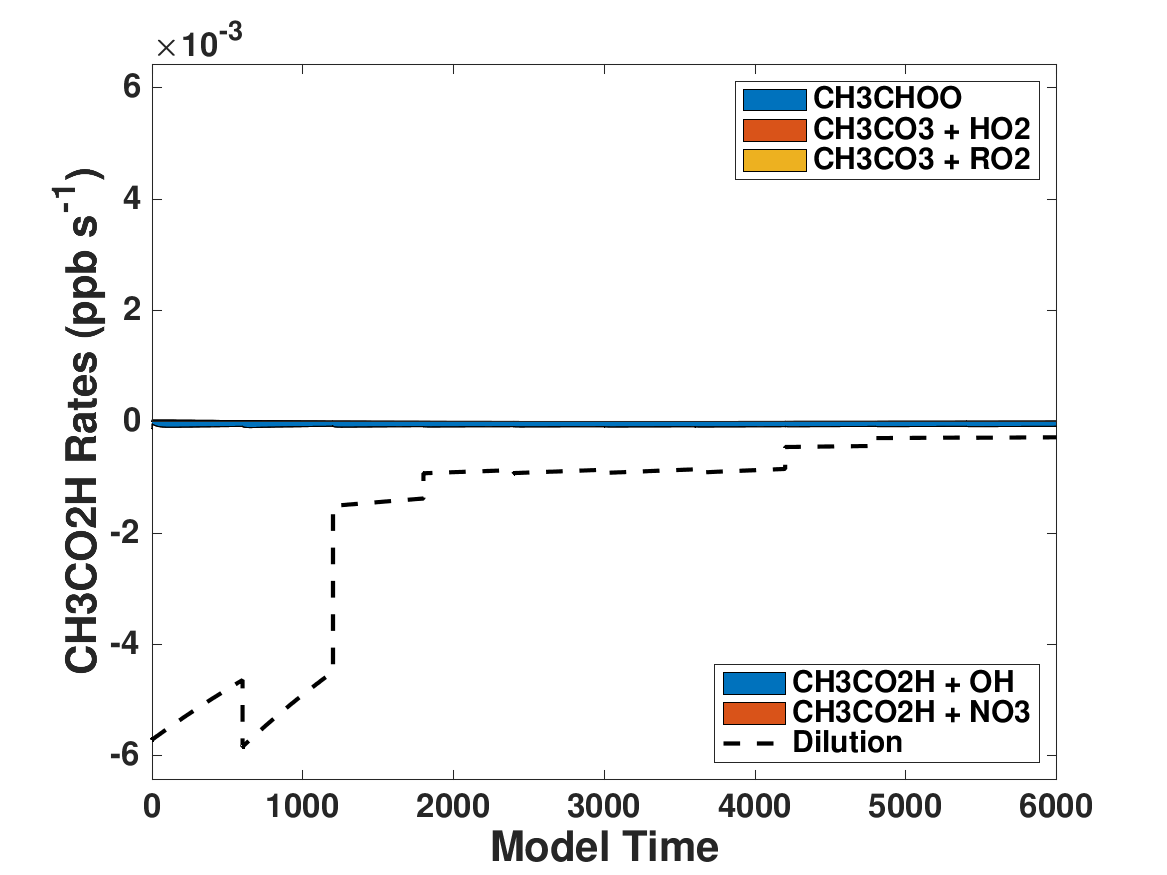 ×10-3
6
4
2
0
-2
-4
-6
CH3CO2H Rates (ppb s-1)
CH3CHOO
CH3CO3 + HO2
CH3CO3 + RO2
CH3CO2H + OH
CH3CO2H + NO3
Dilution
0 1000 2000 3000 4000 5000 6000
Model Time